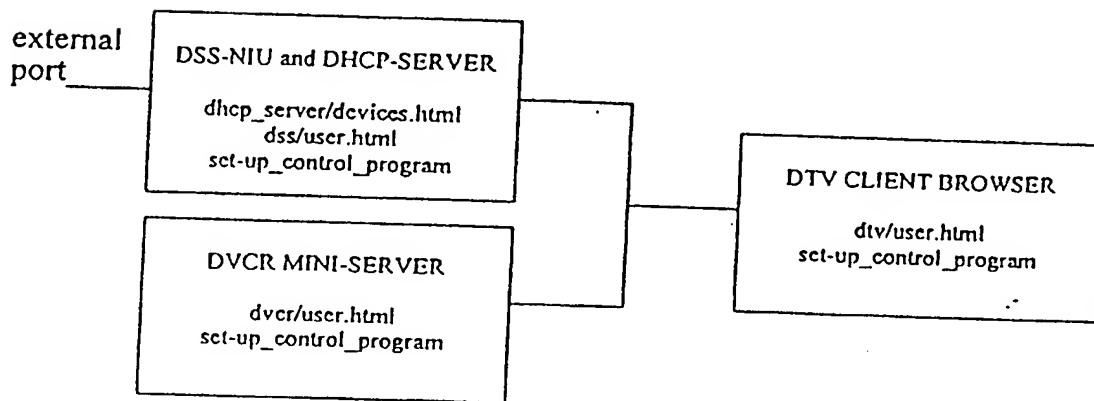 external
port
DSS-NIU and DHCP-SERVER
dhcp_server/devices.html
dss/user.html
set-up_control_program
DVCR MINI-SERVER
dvcr/user.html
set-up_control_program
DTV CLIENT BROWSER
dtv/user.html
set-up_control_program